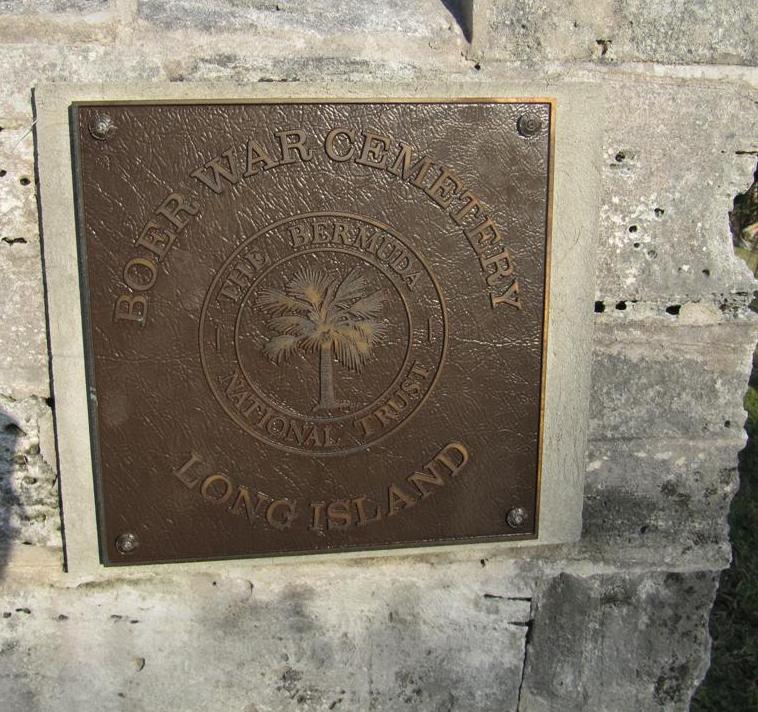 BOER WAR CEMETERY
THE BERMUDA
NATIONAL TRUST
LONG ISLAND